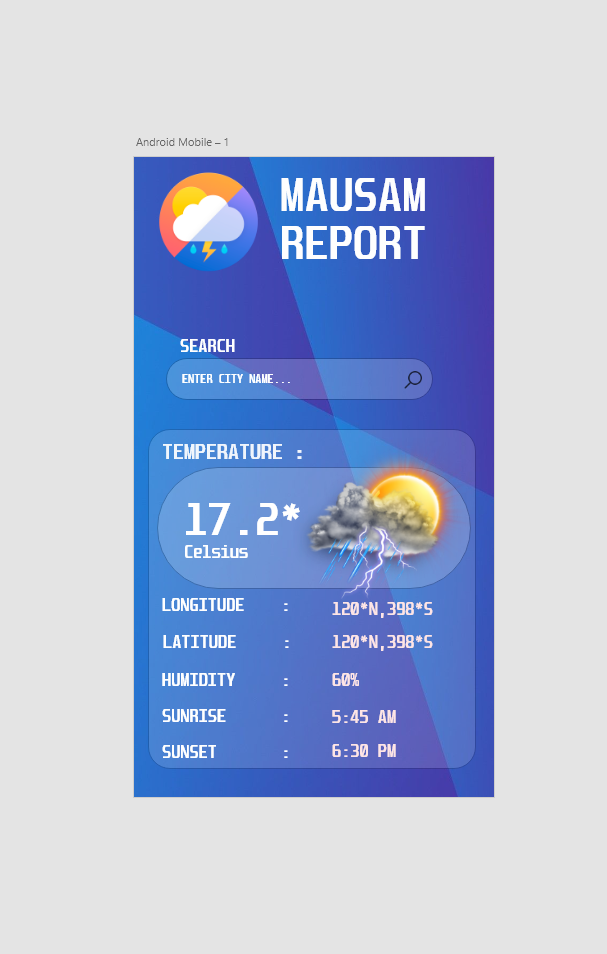 Android Mobile – 1
MAUSAM
REPORT
SEARCH
ENTER CITY NAME...
TEMPERATURE :
17.2*
Celsius
LONGITUDE : 120*N,398*S
LATITUDE : 120*N,398*S
HUMIDITY : 60%
SUNRISE : 5:45 AM
SUNSET : 6:30 PM